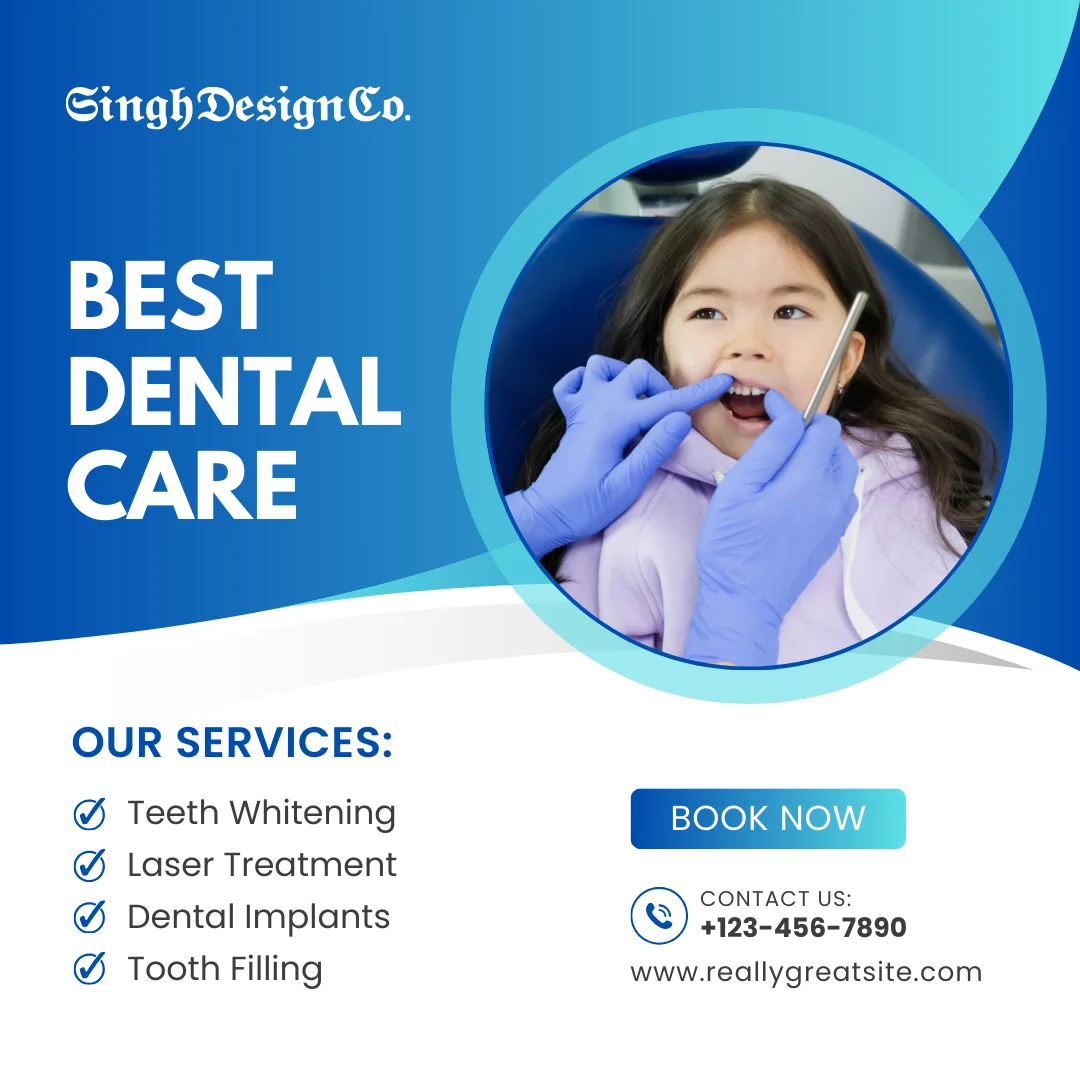 SinghDesignCo.
BEST
DENTAL
CARE
OUR SERVICES:
Teeth Whitening
Laser Treatment
Dental Implants
Tooth Filling
BOOK NOW
CONTACT US:
+123-456-7890
www.reallygreatsite.com